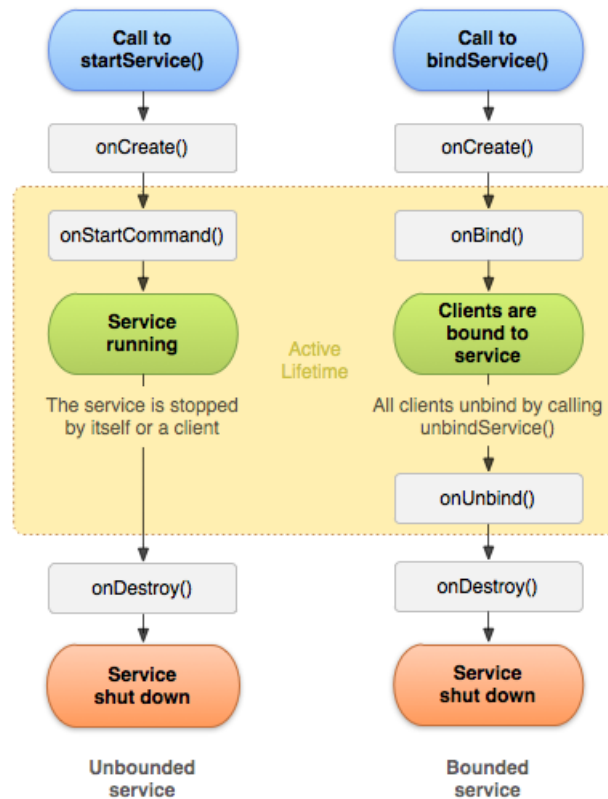 Call to
startService()
onCreate()
onStartCommand()
Service
running
The service is stopped
by itself or a client
onDestroy()
Service
shut down
Unbounded
service
Active
Lifetime
Call to
bindService()
onCreate()
onBind()
Clients are
bound to
service
All clients unbind by calling
unbindService()
onUnbind()
onDestroy()
Service
shut down
Bounded
service